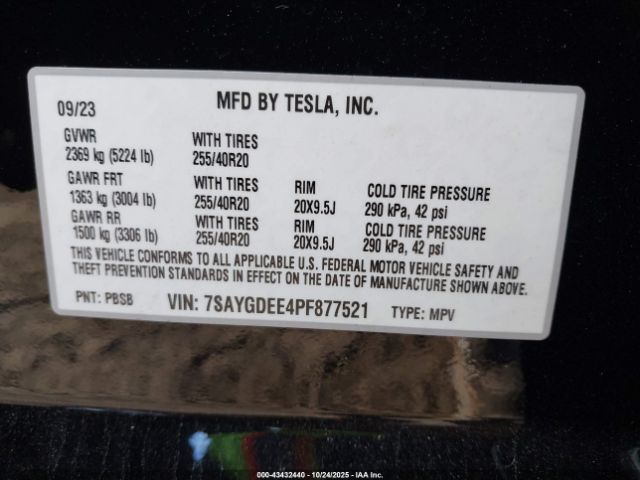 09/23 MFD BY TESLA, INC.
GVWR WITH TIRES
2369 kg (5224 lb) 255/40R20
GAWR FRT WITH TIRES RIM COLD TIRE PRESSURE
1363 kg (3004 lb) 255/40R20 20X9.5J 290 kPa, 42 psi
GAWR RR WITH TIRES RIM COLD TIRE PRESSURE
1500 kg (3306 lb) 255/40R20 20X9.5J 290 kPa, 42 psi
THIS VEHICLE CONFORMS TO ALL APPLICABLE U.S. FEDERAL MOTOR VEHICLE SAFETY AND
THEFT PREVENTION STANDARDS IN EFFECT ON THE DATE OF MANUFACTURE SHOWN ABOVE.
PNT: PBSB VIN: 7SAYGDEE4PF877521 TYPE: MPV
000-43432440 - 10/24/2025 - IAA Inc.